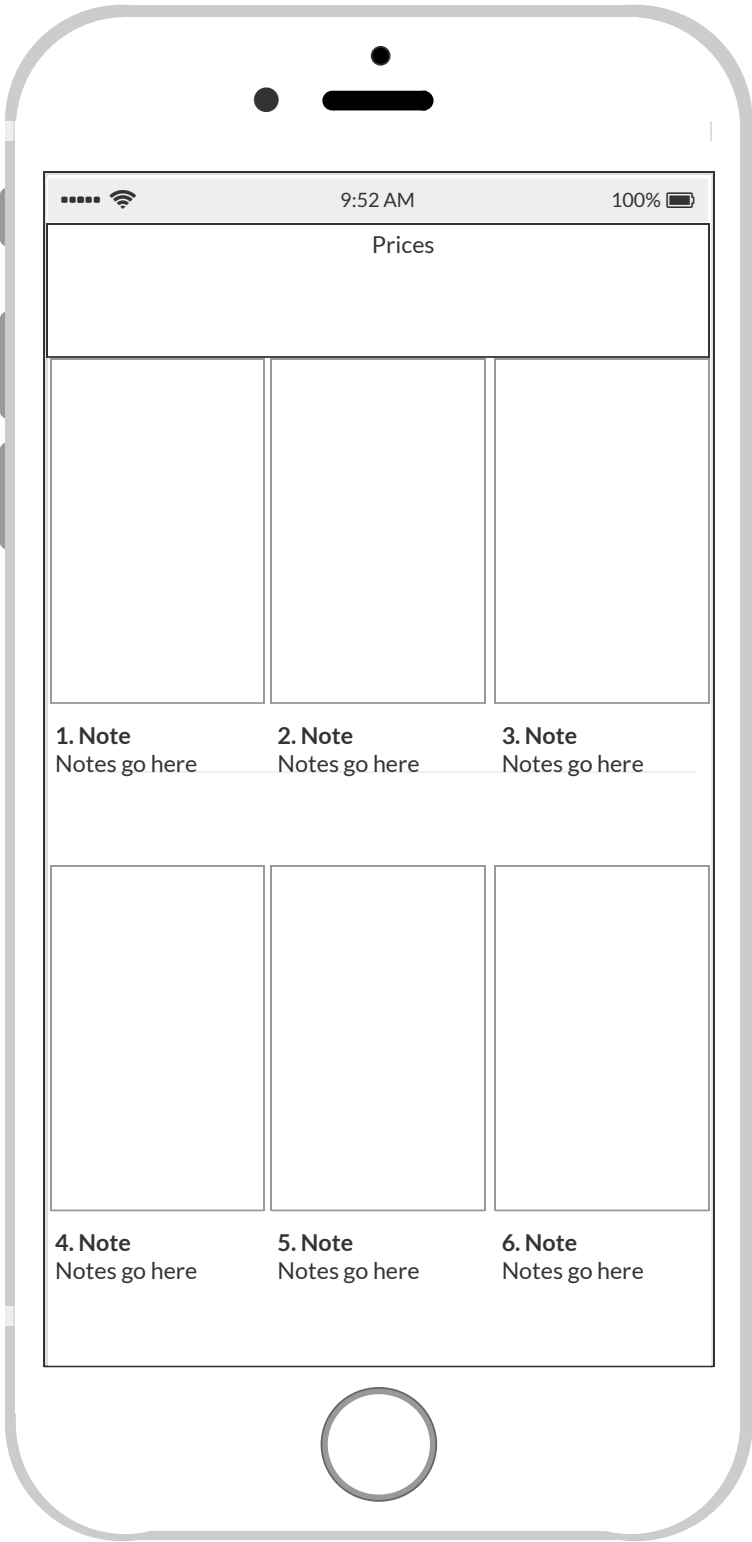 9:52 AM 100%
Prices
1. Note 2. Note 3. Note
Notes go here Notes go here Notes go here
4. Note 5. Note 6. Note
Notes go here Notes go here Notes go here